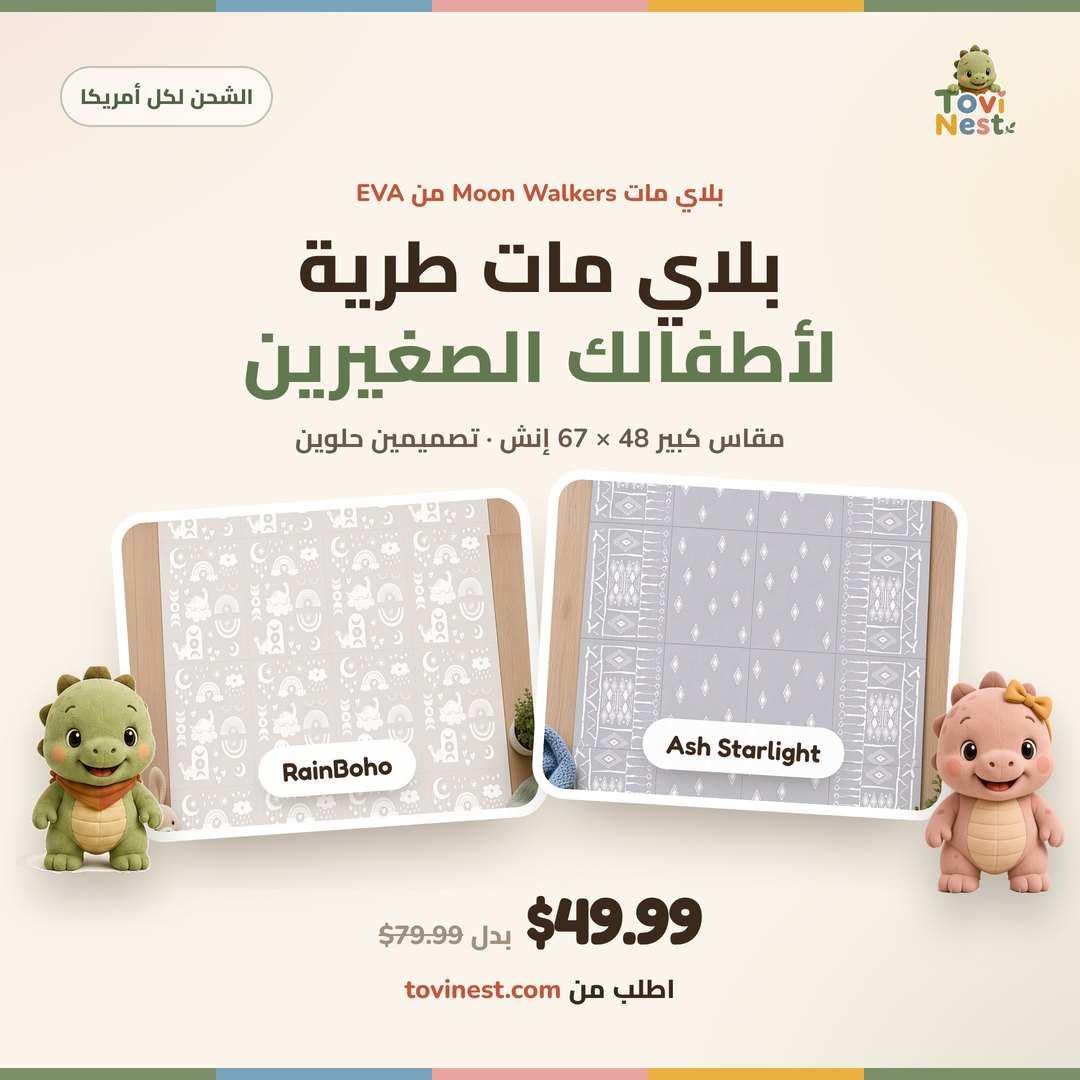 الشحن لكل أمريكا
Tovi
Nest
بلاي مات Moon Walkers من EVA
بلاي مات طرية
لأطفالك الصغيرين
مقاس كبير 48 × 67 إنش · تصميمين حلوين
RainBoho
Ash Starlight
$49.99 بدل $79.99
اطلب من tovinest.com